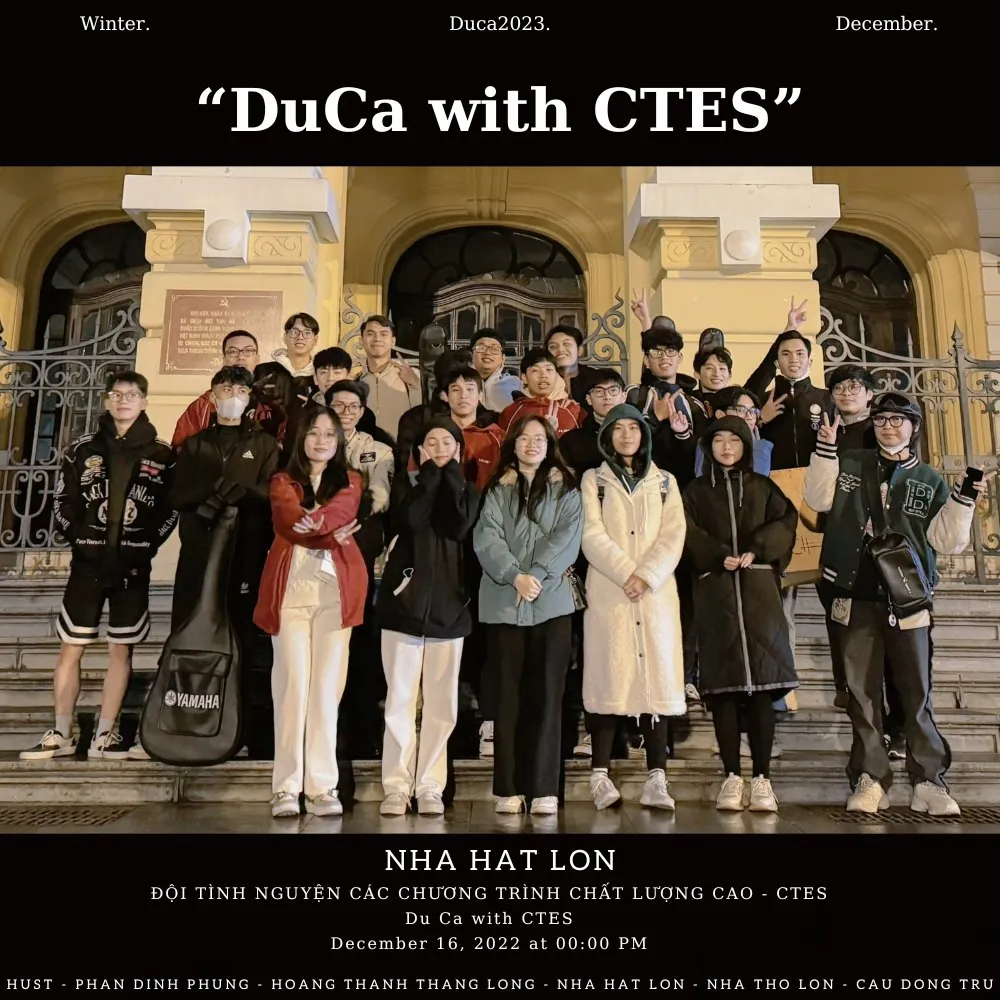 Winter. Duca2023. December.
“DuCa with CTES”
YAMAHA
NHA HAT LON
ĐỘI TÌNH NGUYỆN CÁC CHƯƠNG TRÌNH CHẤT LƯỢNG CAO - CTES
Du Ca with CTES
December 16, 2022 at 00:00 PM
HUST - PHAN DINH PHUNG - HOANG THANH THANG LONG - NHA HAT LON - NHA THO LON - CAU DONG TRU